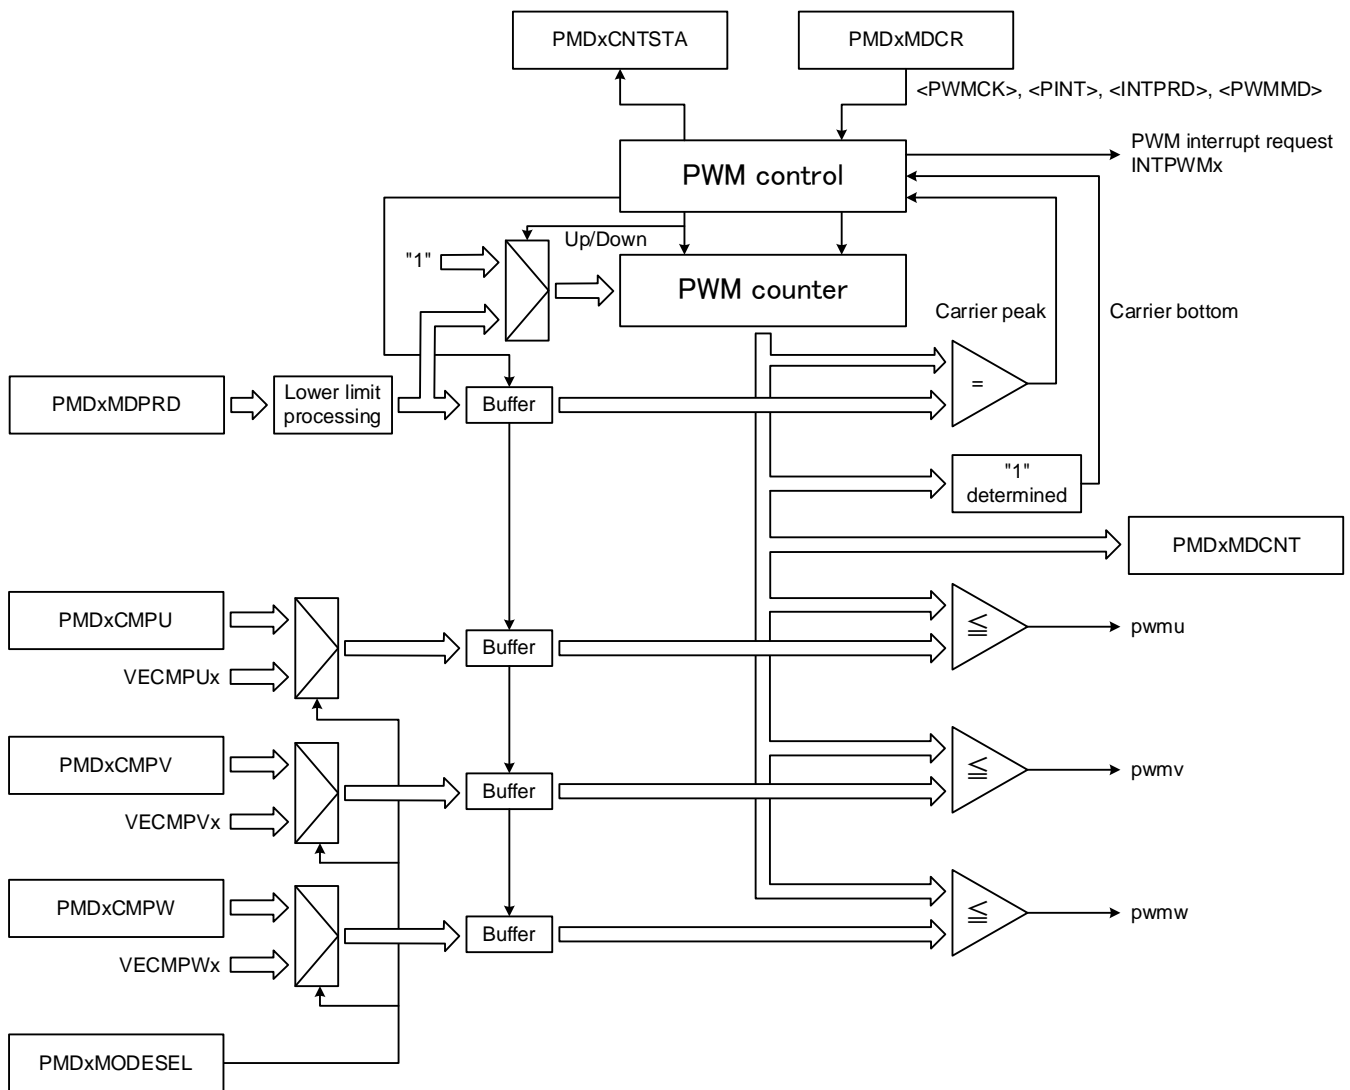 PMDxCNTSTA
PMDxMDCR
<PWMCK>, <PINT>, <INTPRD>, <PWMMD>
PWM control
PWM interrupt request
INTPWMx
Up/Down
"1"
PWM counter
Carrier peak
Carrier bottom
PMDxMDPRD
Lower limit
processing
Buffer
=
"1"
determined
PMDxMDCNT
PMDxCMPU
VECMPUx
Buffer
≦
pwmu
PMDxCMPV
VECMPVx
Buffer
≦
pwmv
PMDxCMPW
VECMPWx
Buffer
≦
pwmw
PMDxMODESEL